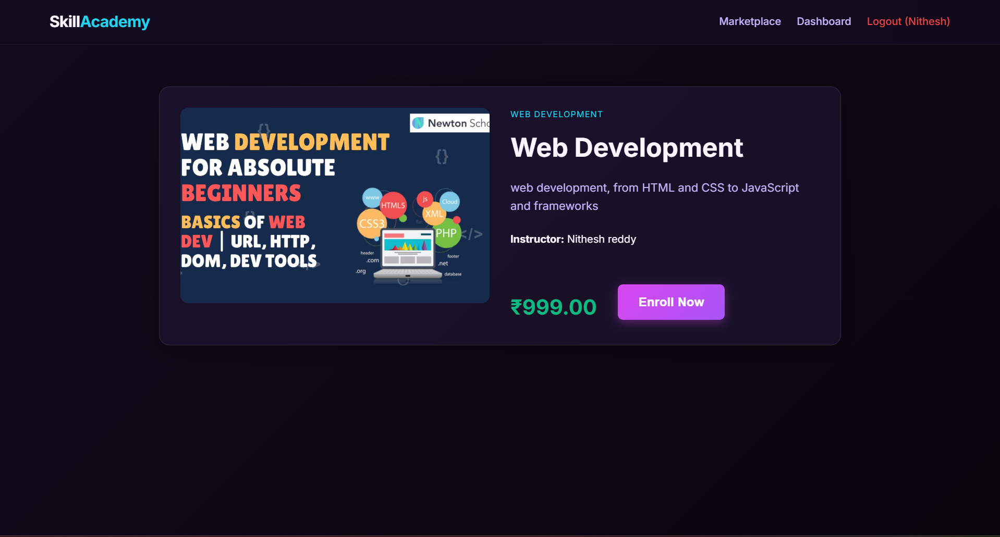 SkillAcademy
Marketplace Dashboard Logout (Nithesh)
Newton Scho
WEB DEVELOPMENT
FOR ABSOLUTE
BEGINNERS
BASICS OF WEB
DEV | URL, HTTP,
DOM, DEV TOOLS
{}
{}
{}
</>
</>
www
HTML5
CSS3
js
Cloud
XML
flat
PHP
header
.com
.org
footer
.net
database
WEB DEVELOPMENT
Web Development
web development, from HTML and CSS to JavaScript
and frameworks
Instructor: Nithesh reddy
₹999.00
Enroll Now